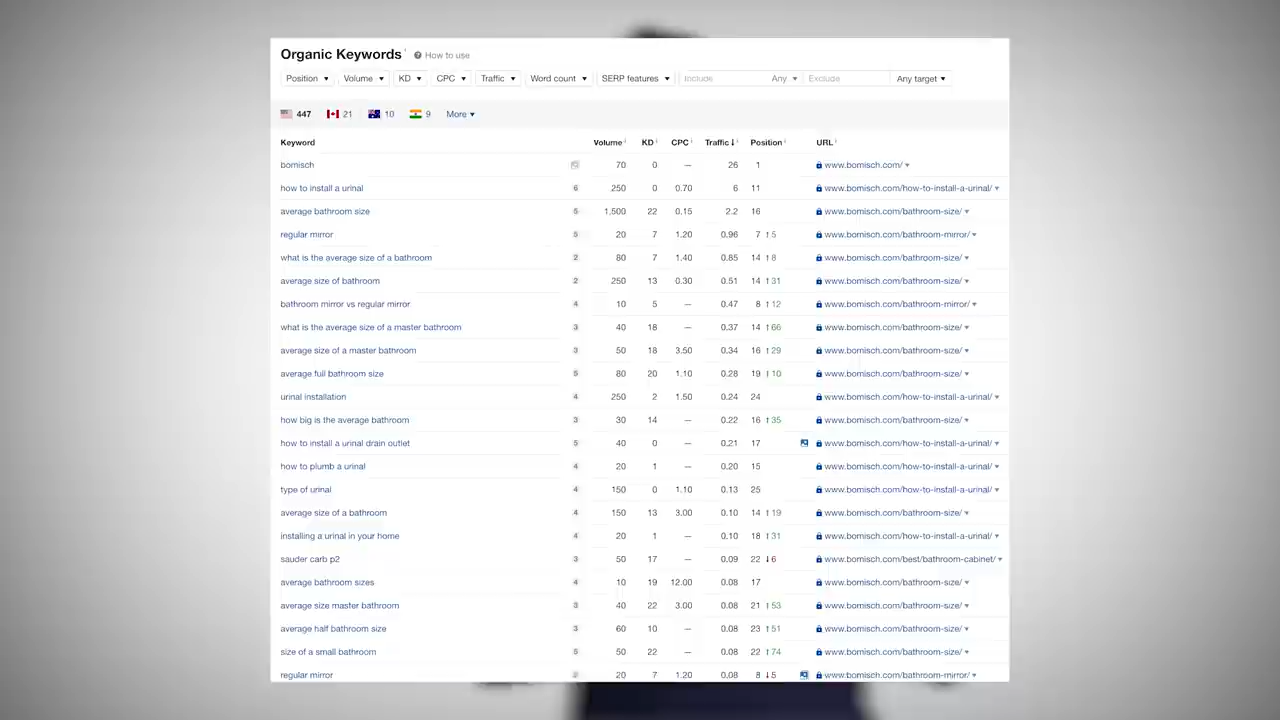 Organic Keywords i ? How to use
Position ▼ Volume ▼ KD ▼ CPC ▼ Traffic ▼ Word count ▼ SERP features ▼ Include Any ▼ Exclude Any target ▼
447 21 10 9 More ▼
Keyword Volume i KD i CPC i Traffic ↓ i Position i URL i
bomisch 70 0 — 26 1 www.bomisch.com/ ▼
how to install a urinal 6 250 0 0.70 6 11 www.bomisch.com/how-to-install-a-urinal/ ▼
average bathroom size 5 1,500 22 0.15 2.2 16 www.bomisch.com/bathroom-size/ ▼
regular mirror 5 20 7 1.20 0.96 7 ↑5 www.bomisch.com/bathroom-mirror/ ▼
what is the average size of a bathroom 2 80 7 1.40 0.85 14 ↑8 www.bomisch.com/bathroom-size/ ▼
average size of bathroom 2 250 13 0.30 0.51 14 ↑31 www.bomisch.com/bathroom-size/ ▼
bathroom mirror vs regular mirror 4 10 5 — 0.47 8 ↑12 www.bomisch.com/bathroom-mirror/ ▼
what is the average size of a master bathroom 3 40 18 — 0.37 14 ↑66 www.bomisch.com/bathroom-size/ ▼
average size of a master bathroom 3 50 18 3.50 0.34 16 ↑29 www.bomisch.com/bathroom-size/ ▼
average full bathroom size 5 80 20 1.10 0.28 19 ↑10 www.bomisch.com/bathroom-size/ ▼
urinal installation 4 250 2 1.50 0.24 24 www.bomisch.com/how-to-install-a-urinal/ ▼
how big is the average bathroom 3 30 14 — 0.22 16 ↑35 www.bomisch.com/bathroom-size/ ▼
how to install a urinal drain outlet 5 40 0 — 0.21 17 www.bomisch.com/how-to-install-a-urinal/ ▼
how to plumb a urinal 4 20 1 — 0.20 15 www.bomisch.com/how-to-install-a-urinal/ ▼
type of urinal 4 150 0 1.10 0.13 25 www.bomisch.com/how-to-install-a-urinal/ ▼
average size of a bathroom 4 150 13 3.00 0.10 14 ↑19 www.bomisch.com/bathroom-size/ ▼
installing a urinal in your home 4 20 1 — 0.10 18 ↑31 www.bomisch.com/how-to-install-a-urinal/ ▼
sauder carb p2 3 50 17 — 0.09 22 ↓6 www.bomisch.com/best/bathroom-cabinet/ ▼
average bathroom sizes 4 10 19 12.00 0.08 17 www.bomisch.com/bathroom-size/ ▼
average size master bathroom 3 40 22 3.00 0.08 21 ↑53 www.bomisch.com/bathroom-size/ ▼
average half bathroom size 3 60 10 — 0.08 23 ↑51 www.bomisch.com/bathroom-size/ ▼
size of a small bathroom 5 50 22 — 0.08 22 ↑74 www.bomisch.com/bathroom-size/ ▼
regular mirror 20 7 1.20 0.08 8 ↓5 www.bomisch.com/bathroom-mirror/ ▼